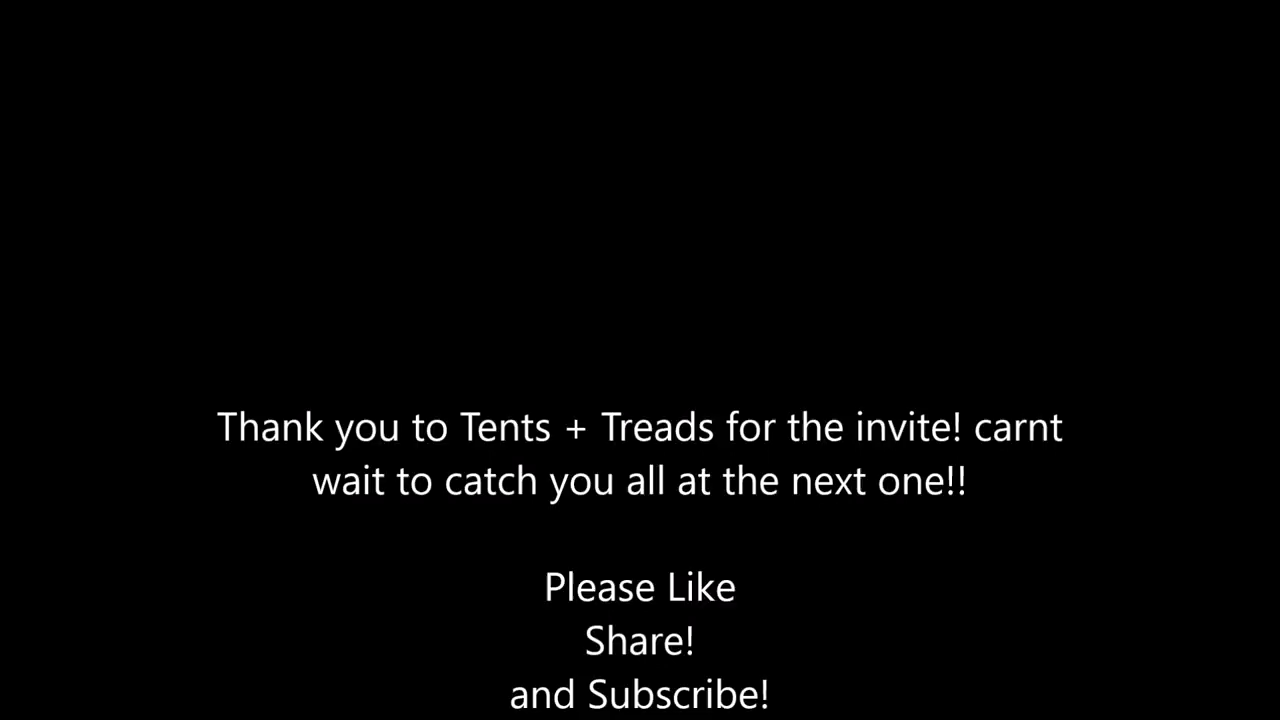 Thank you to Tents + Treads for the invite! carnt
wait to catch you all at the next one!!
Please Like
Share!
and Subscribe!